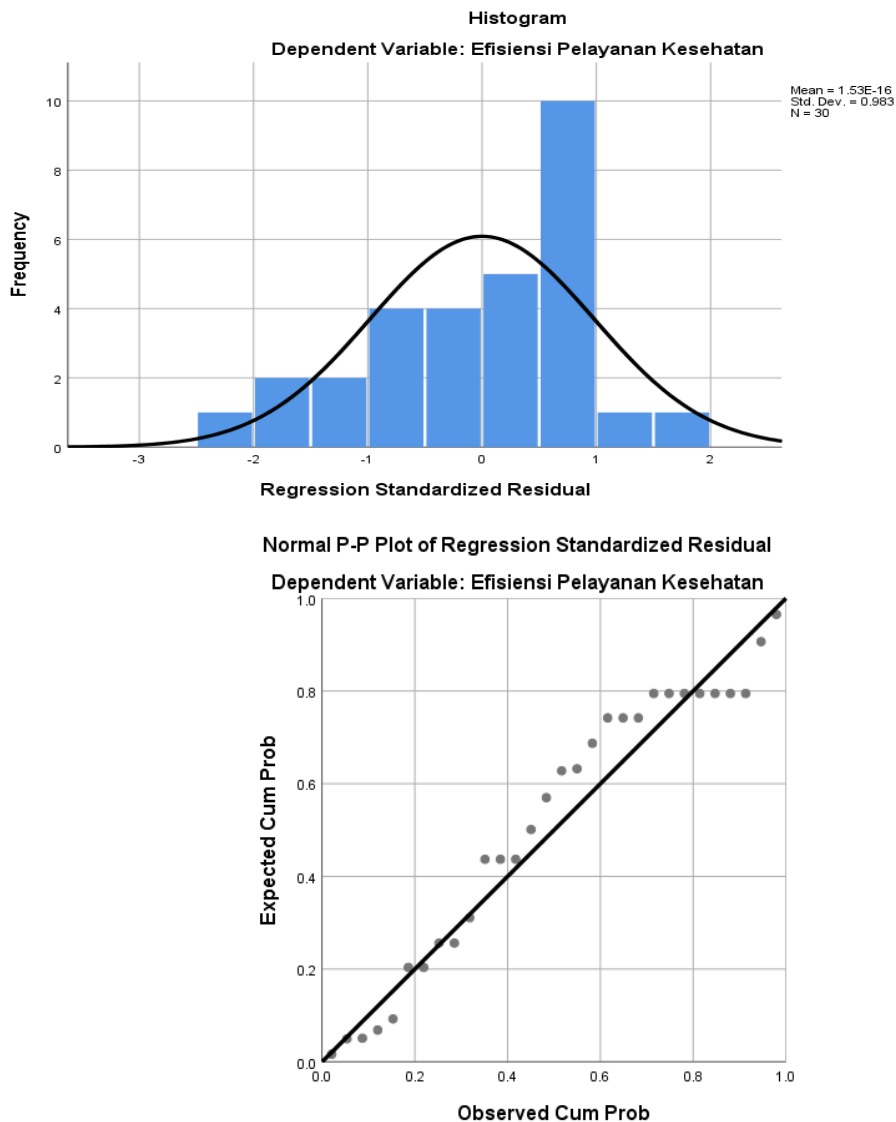 Histogram
Dependent Variable: Efisiensi Pelayanan Kesehatan
Mean = 1.53E-16
Std. Dev. = 0.983
N = 30
10
8
6
4
2
0
Frequency
-3 -2 -1 0 1 2
Regression Standardized Residual
Normal P-P Plot of Regression Standardized Residual
Dependent Variable: Efisiensi Pelayanan Kesehatan
1.0
0.8
0.6
0.4
0.2
0.0
Expected Cum Prob
0.0 0.2 0.4 0.6 0.8 1.0
Observed Cum Prob